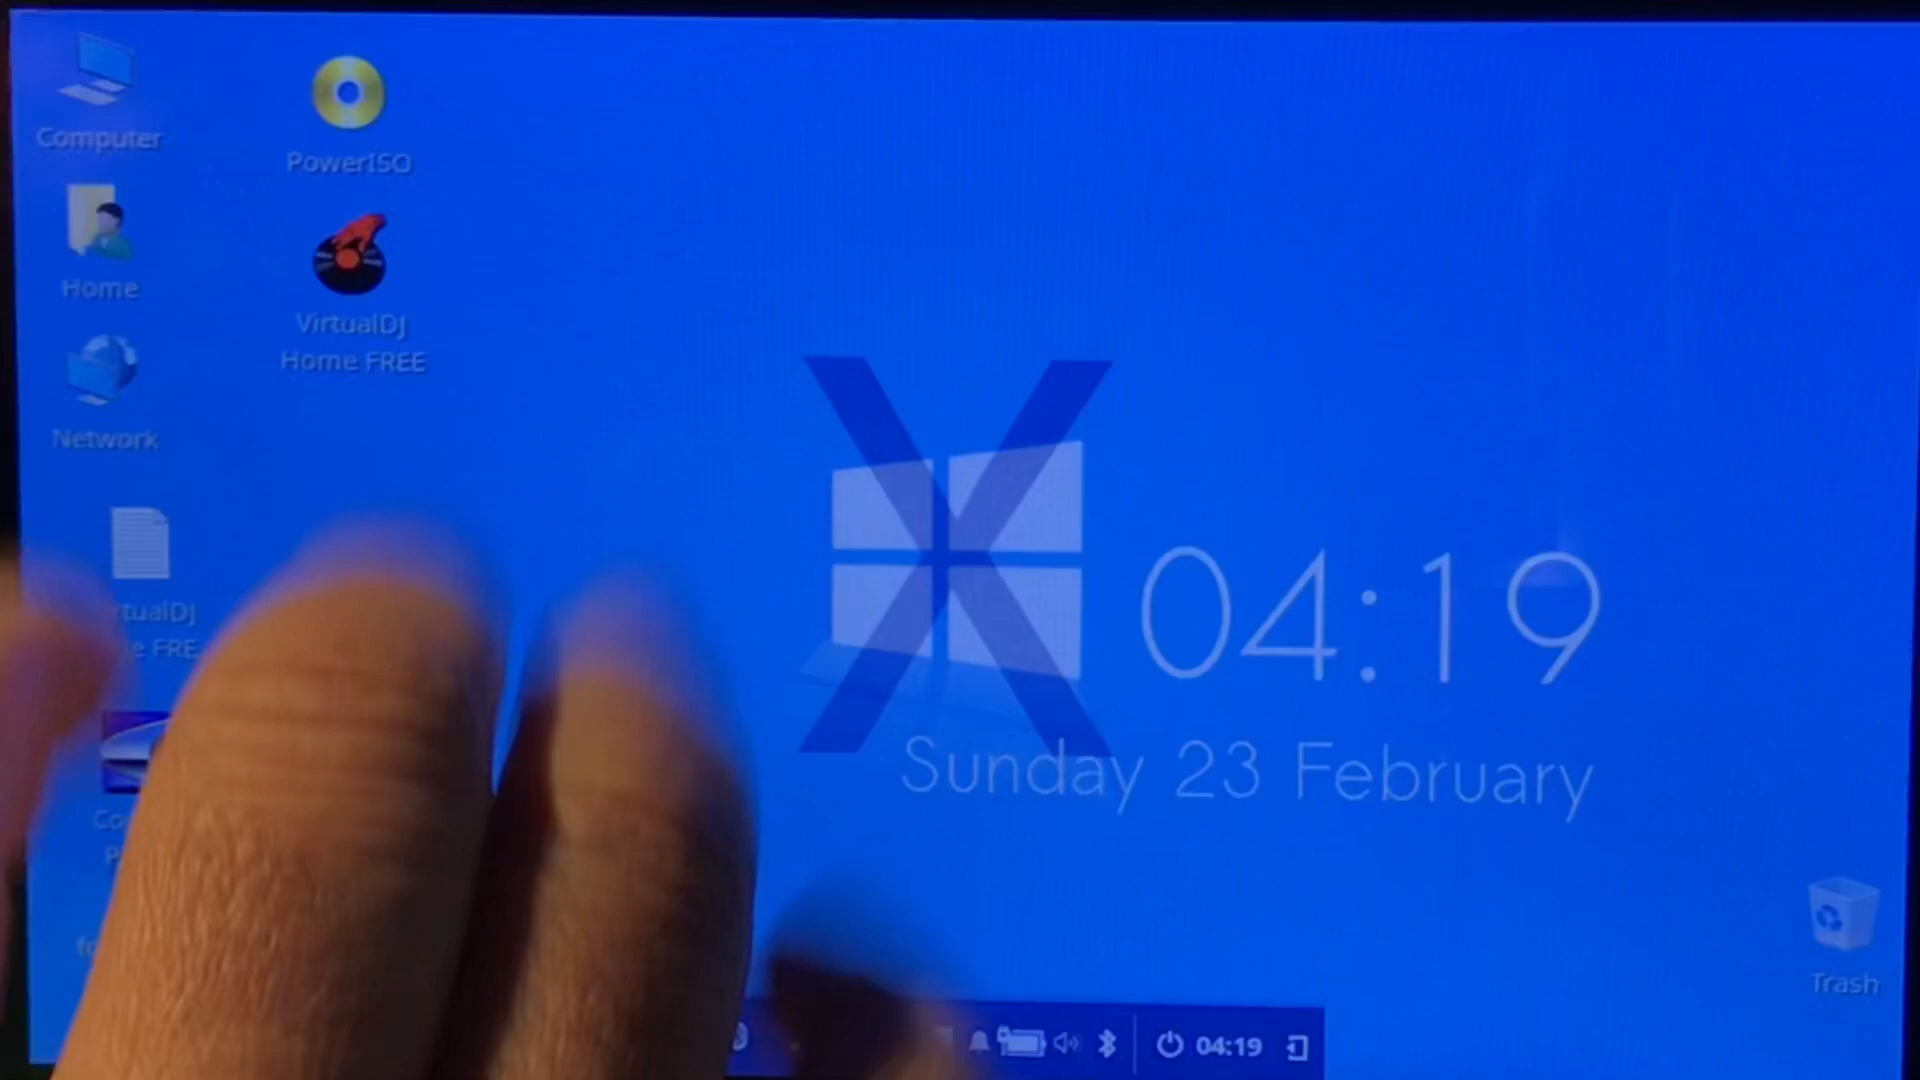 Computer
PowerISO
Home
VirtualDJ
Home FREE
Network
04:19
Sunday 23 February
Trash
04:19